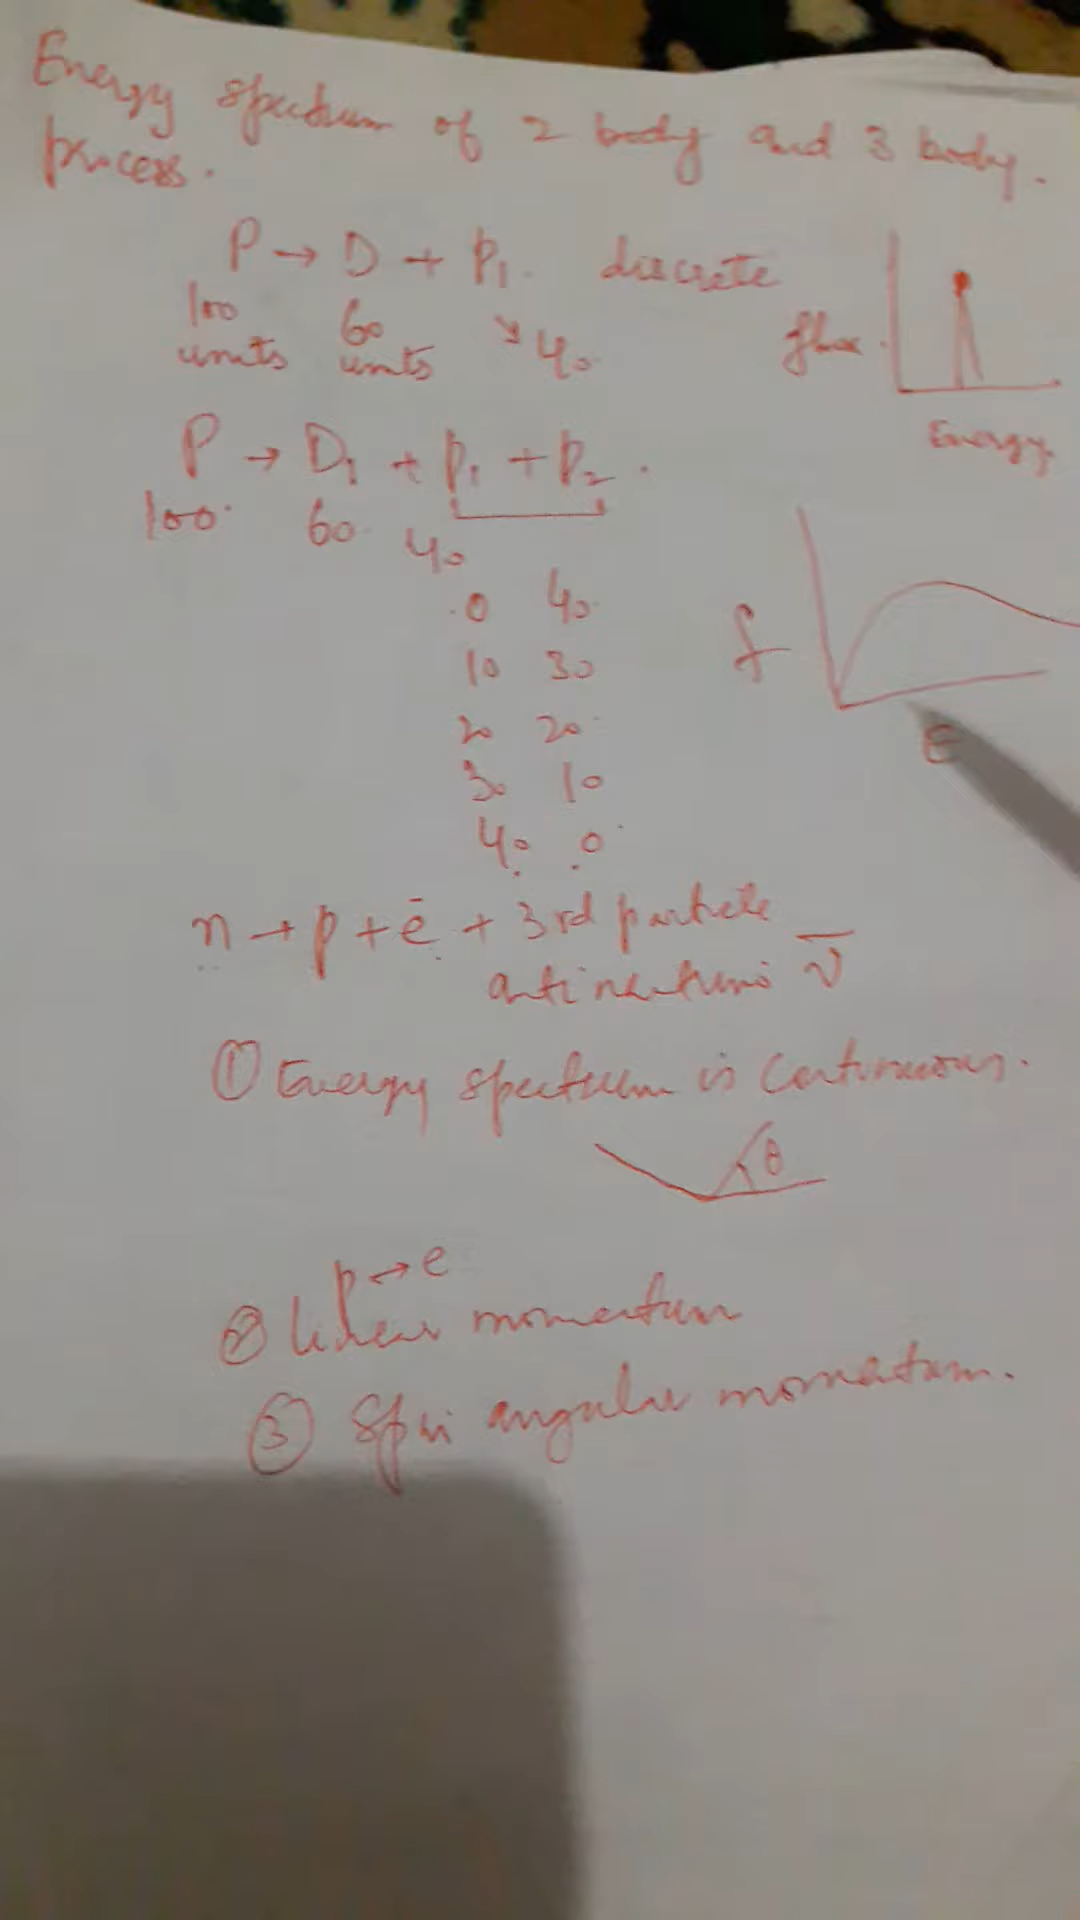 Energy spectrum of 2 body and 3 body.
process.
P → D + P₁. discrete
100 units 60 units ↘ 40
flux.
Energy
P → D₁ + P₁ + P₂.
100 60 40
0 40
10 30
20 20
30 10
40 0
f
E
n → p + ē + 3rd particle
antineutrino ν̅
① Energy spectrum is continuous.
θ
p ↔ e
② linear momentum
③ Spin angular momentum.